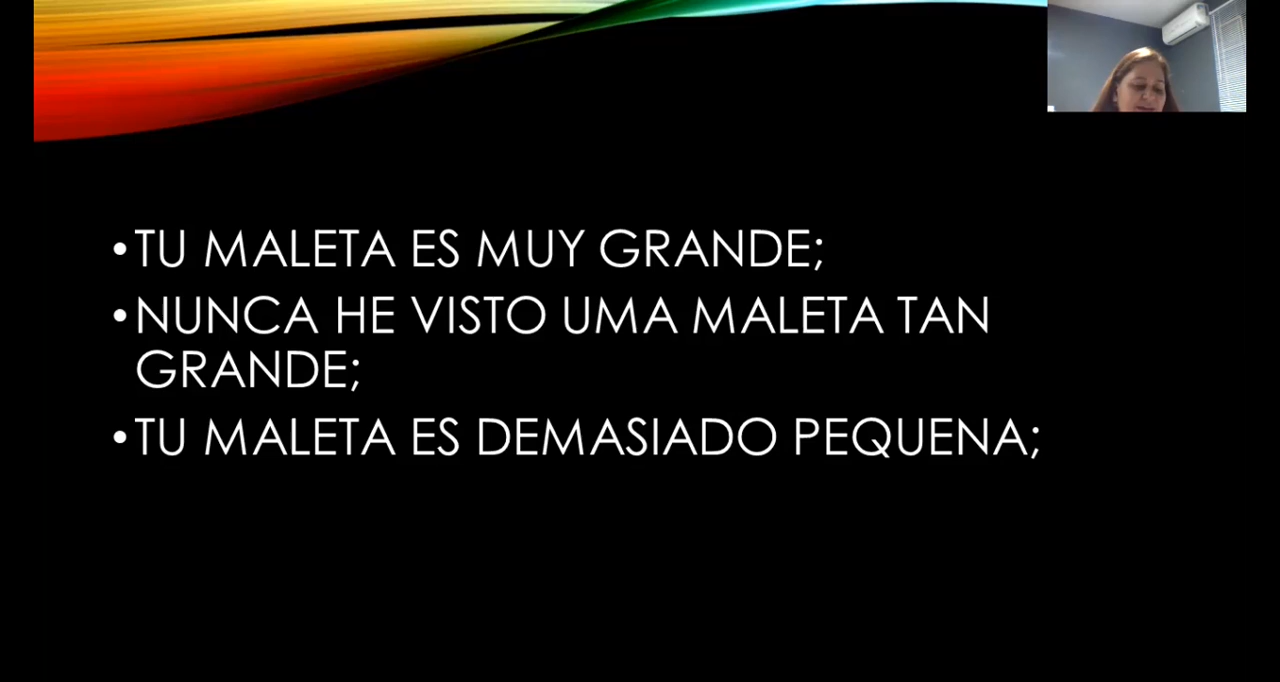 • TU MALETA ES MUY GRANDE;
• NUNCA HE VISTO UMA MALETA TAN
GRANDE;
• TU MALETA ES DEMASIADO PEQUENA;